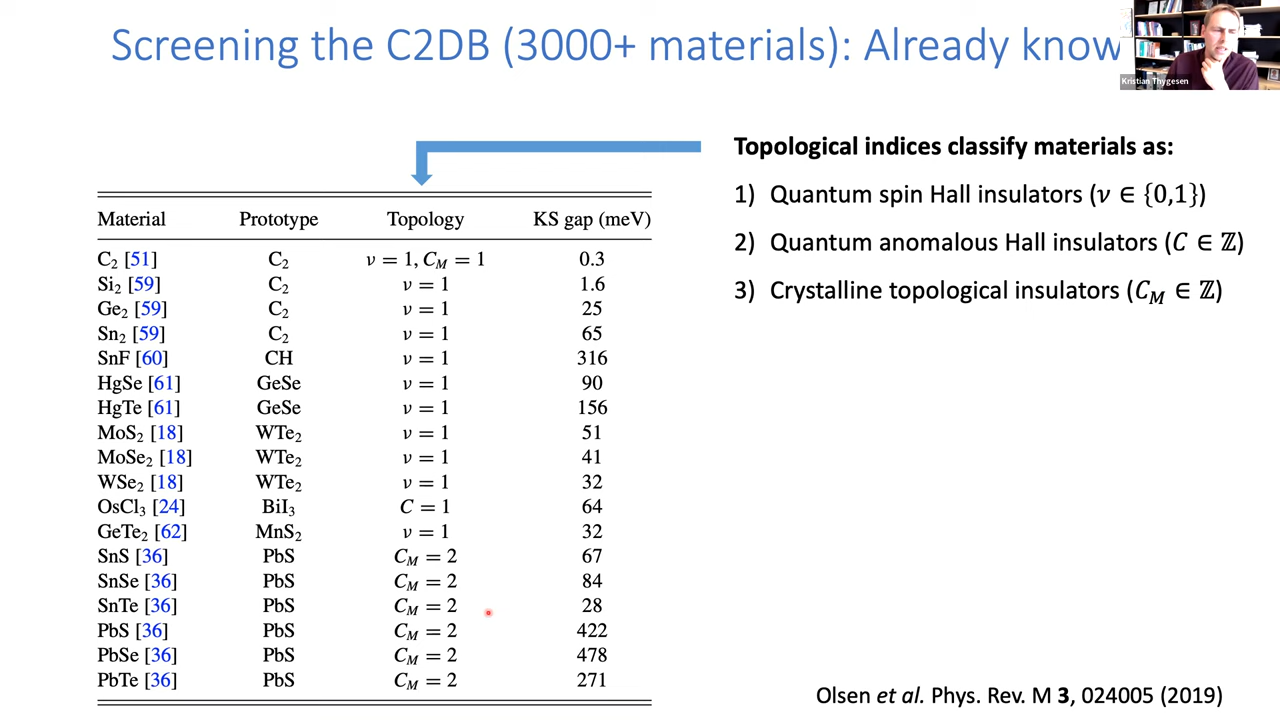 Screening the C2DB (3000+ materials): Already know
Kristian Thygesen
Topological indices classify materials as:
1) Quantum spin Hall insulators (ν ∈ {0,1})
2) Quantum anomalous Hall insulators (C ∈ ℤ)
3) Crystalline topological insulators (C_M ∈ ℤ)
Material Prototype Topology KS gap (meV)
C₂ [51] C₂ ν = 1, C_M = 1 0.3
Si₂ [59] C₂ ν = 1 1.6
Ge₂ [59] C₂ ν = 1 25
Sn₂ [59] C₂ ν = 1 65
SnF [60] CH ν = 1 316
HgSe [61] GeSe ν = 1 90
HgTe [61] GeSe ν = 1 156
MoS₂ [18] WTe₂ ν = 1 51
MoSe₂ [18] WTe₂ ν = 1 41
WSe₂ [18] WTe₂ ν = 1 32
OsCl₃ [24] BiI₃ C = 1 64
GeTe₂ [62] MnS₂ ν = 1 32
SnS [36] PbS C_M = 2 67
SnSe [36] PbS C_M = 2 84
SnTe [36] PbS C_M = 2 28
PbS [36] PbS C_M = 2 422
PbSe [36] PbS C_M = 2 478
PbTe [36] PbS C_M = 2 271
Olsen et al. Phys. Rev. M 3, 024005 (2019)